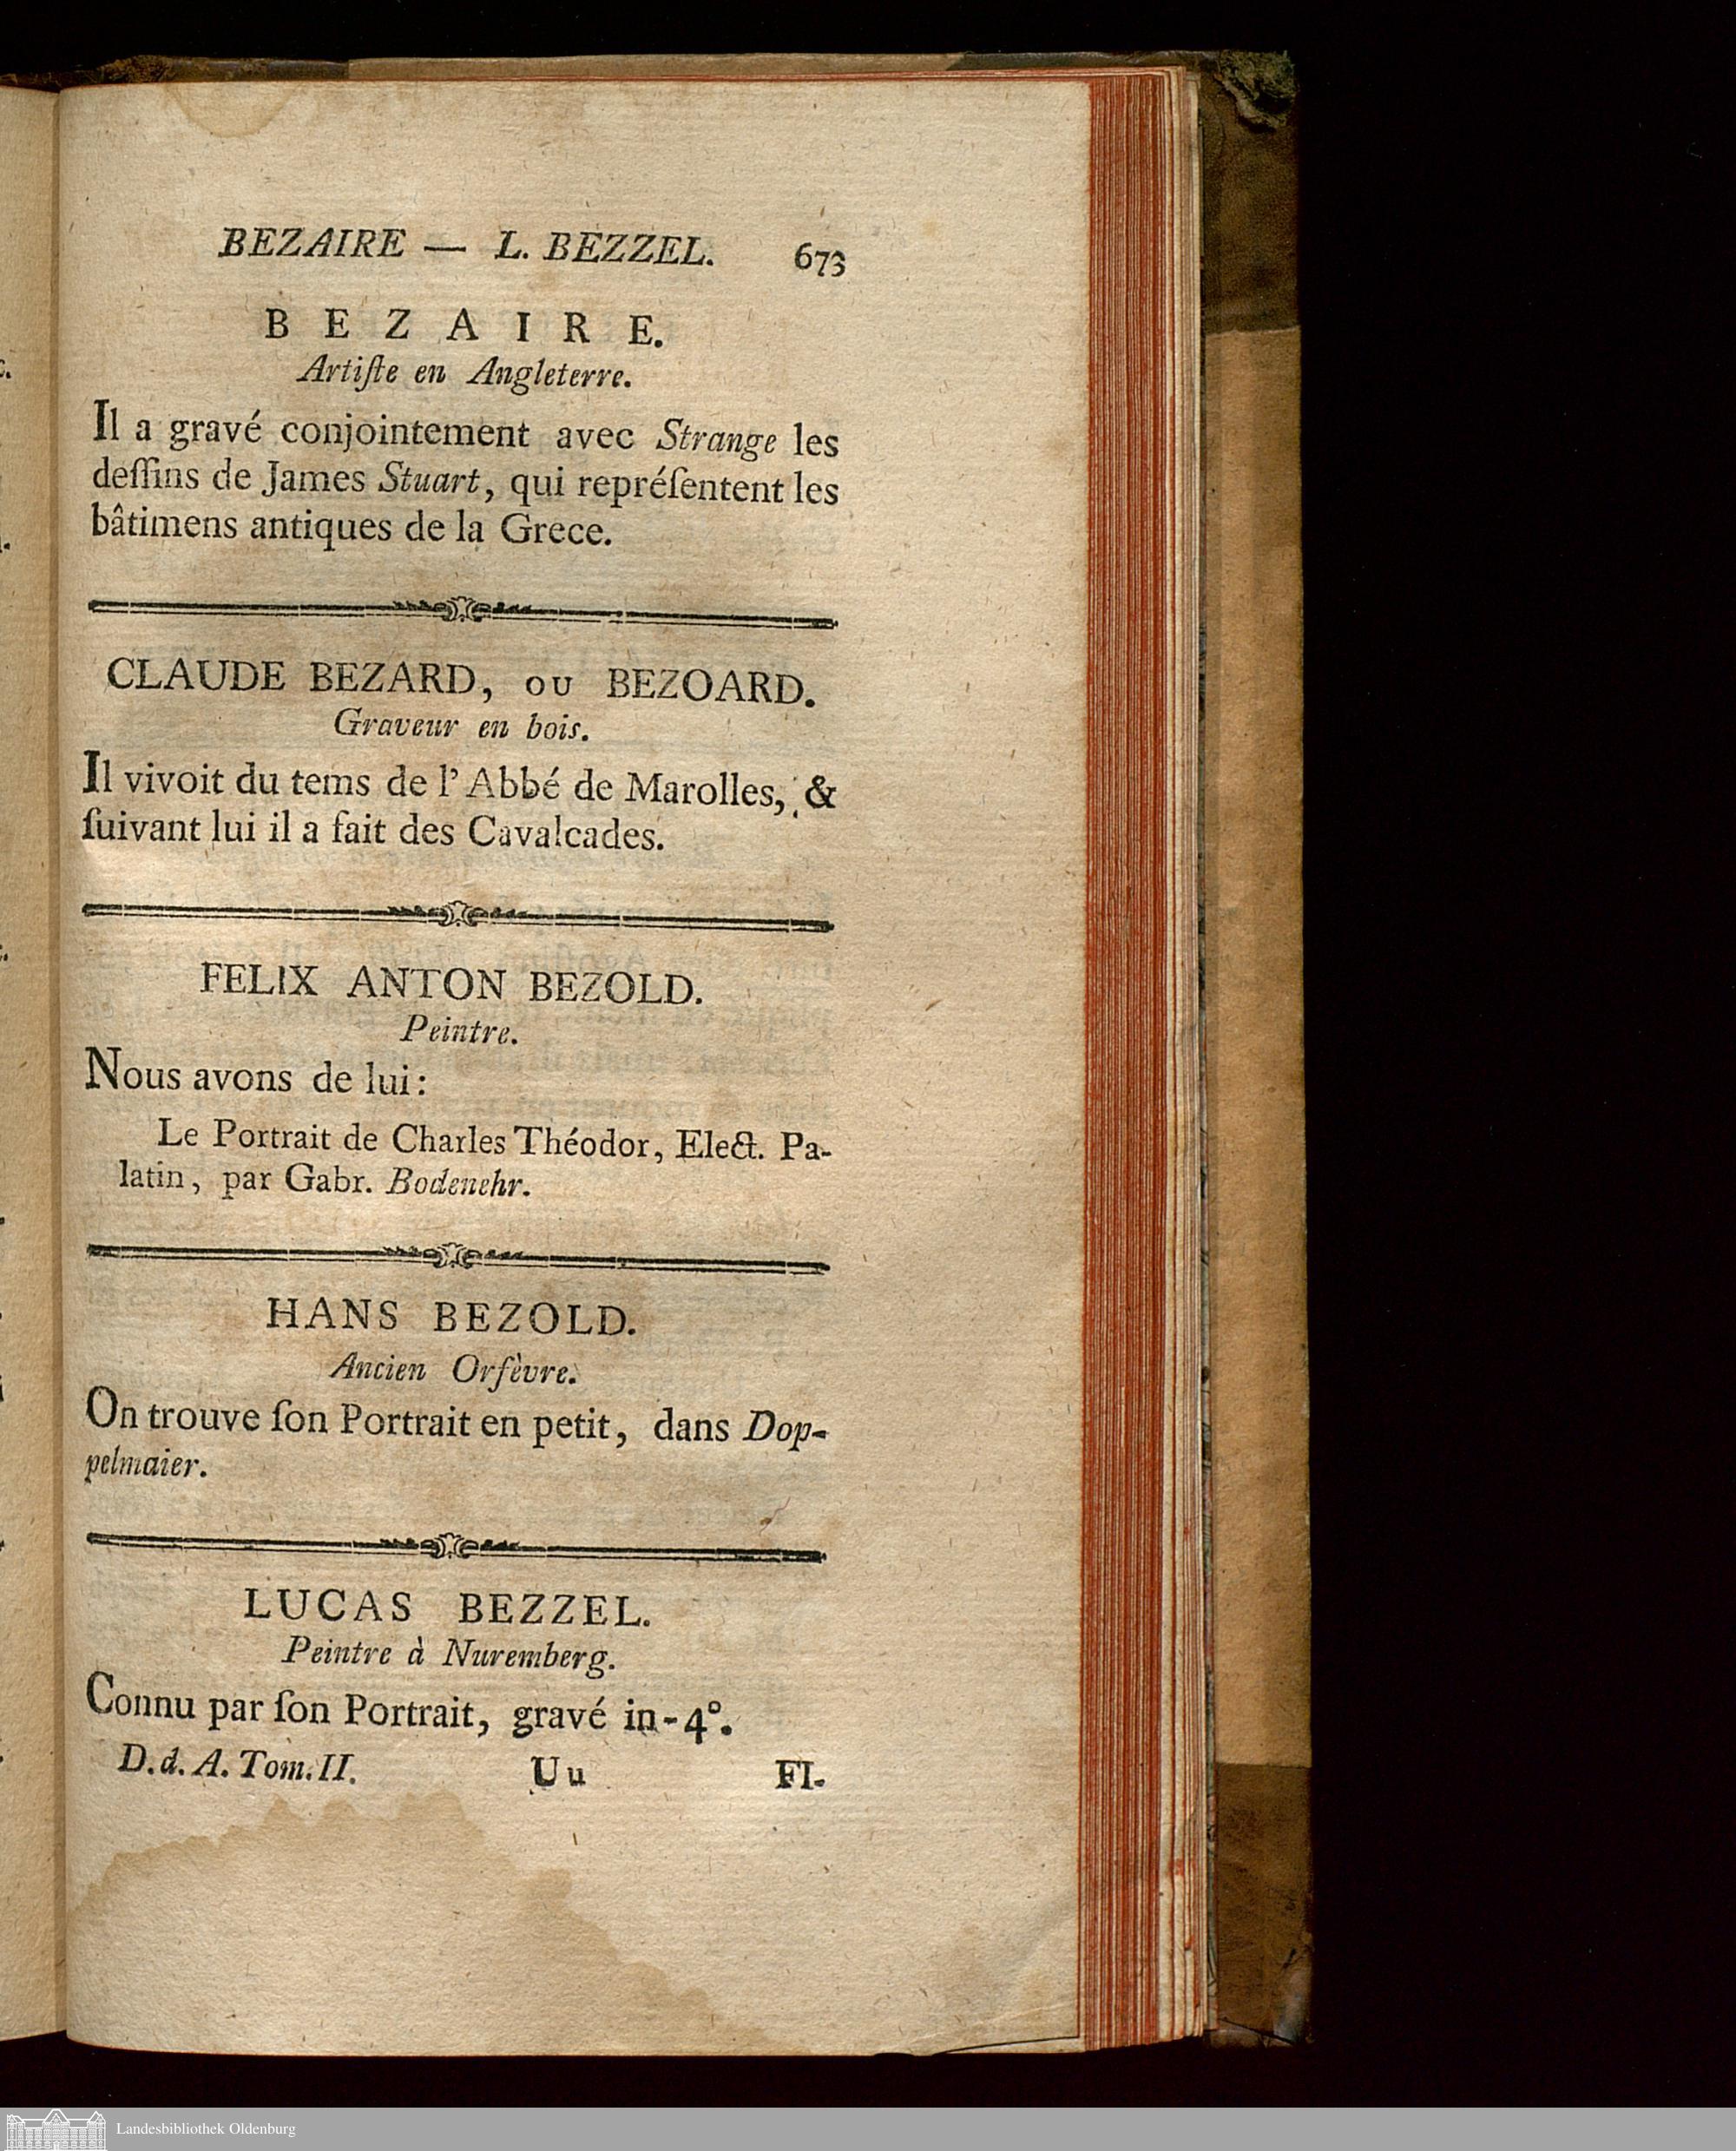 BEZAIRE — L. BEZZEL. 673
BEZAIRE.
Artiſte en Angleterre.
Il a gravé conjointement avec Strange les
deſſins de James Stuart, qui repréſentent les
bâtimens antiques de la Grece.
CLAUDE BEZARD, ou BEZOARD.
Graveur en bois.
Il vivoit du tems de l'Abbé de Marolles, &
ſuivant lui il a fait des Cavalcades.
FELIX ANTON BEZOLD.
Peintre.
Nous avons de lui:
Le Portrait de Charles Théodor, Elect. Pa-
latin, par Gabr. Bodenehr.
HANS BEZOLD.
Ancien Orfèvre.
On trouve ſon Portrait en petit, dans Dop-
pelmaier.
LUCAS BEZZEL.
Peintre à Nuremberg.
Connu par ſon Portrait, gravé in-4°.
D. d. A. Tom. II. Uu FI-
Landesbibliothek Oldenburg